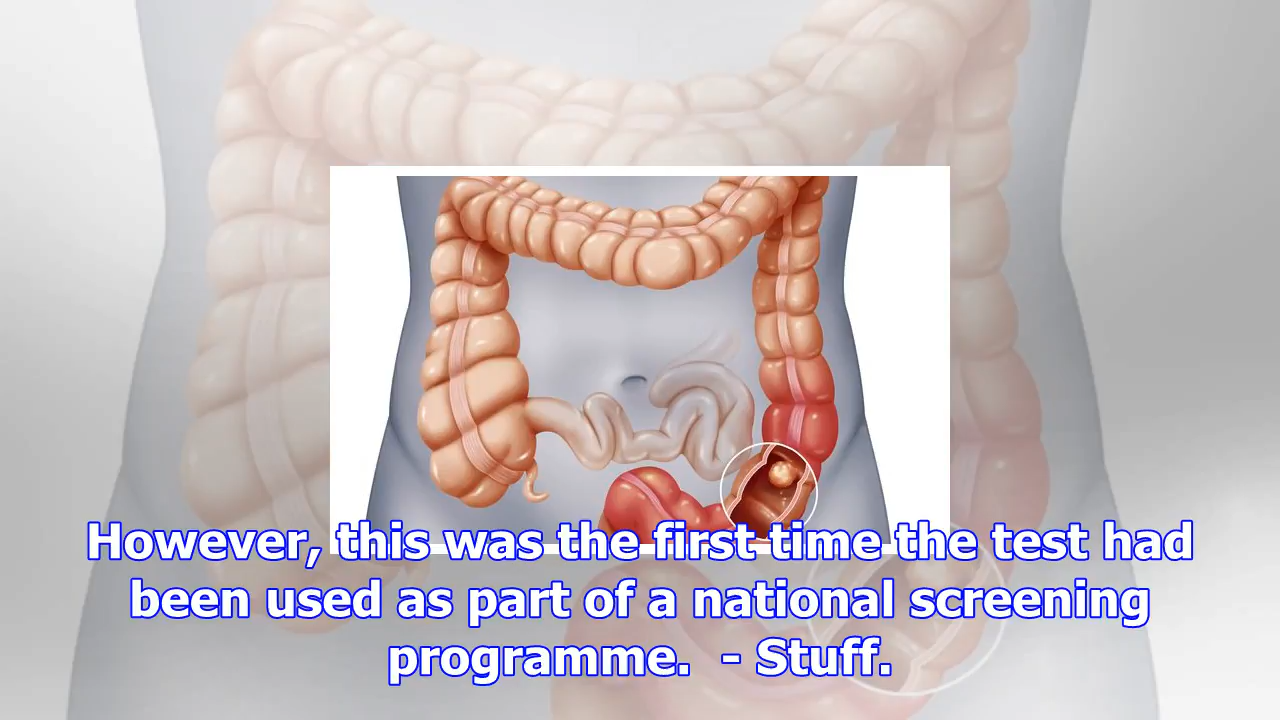 However, this was the first time the test had
been used as part of a national screening
programme.  - Stuff.